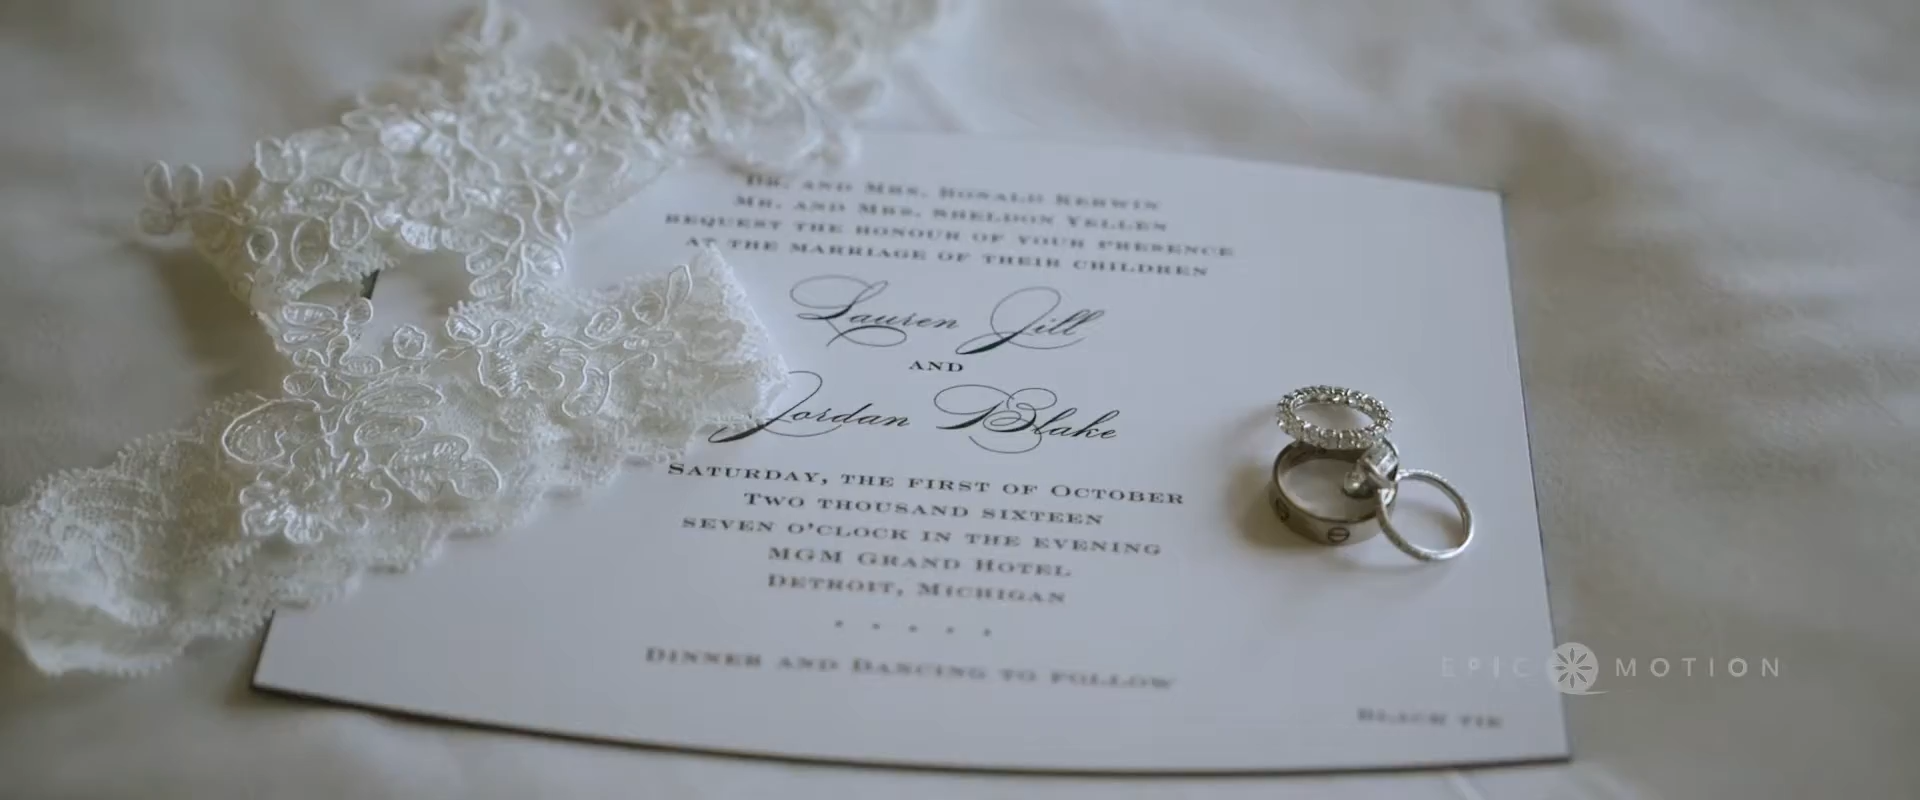 DR. AND MRS. RONALD KERWIN
MR. AND MRS. SHELDON YELLEN
REQUEST THE HONOUR OF YOUR PRESENCE
AT THE MARRIAGE OF THEIR CHILDREN
Lauren Jill
AND
Jordan Blake
SATURDAY, THE FIRST OF OCTOBER
TWO THOUSAND SIXTEEN
SEVEN O'CLOCK IN THE EVENING
MGM GRAND HOTEL
DETROIT, MICHIGAN
DINNER AND DANCING TO FOLLOW
BLACK TIE
EPIC MOTION